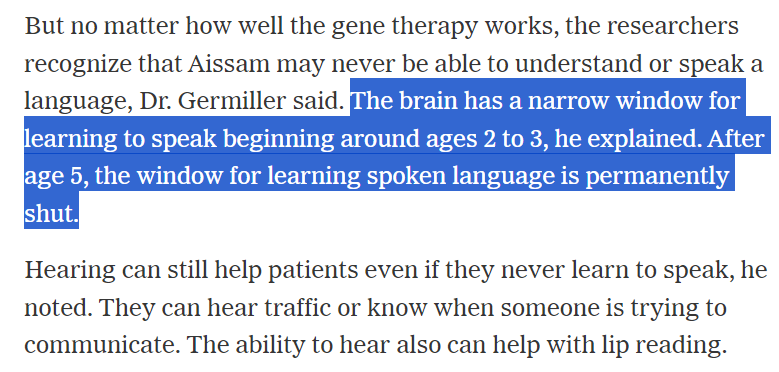 But no matter how well the gene therapy works, the researchers
recognize that Aissam may never be able to understand or speak a
language, Dr. Germiller said. The brain has a narrow window for
learning to speak beginning around ages 2 to 3, he explained. After
age 5, the window for learning spoken language is permanently
shut.
Hearing can still help patients even if they never learn to speak, he
noted. They can hear traffic or know when someone is trying to
communicate. The ability to hear also can help with lip reading.